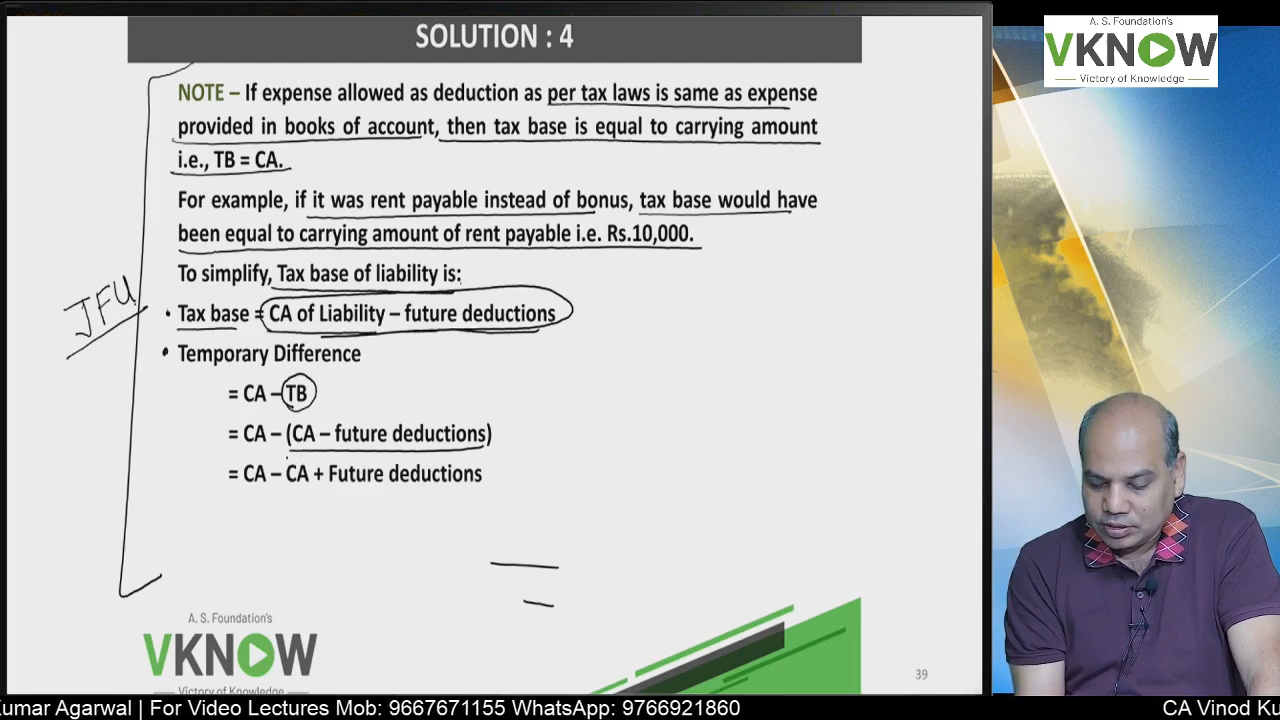 SOLUTION : 4
A. S. Foundation's
VKNOW
Victory of Knowledge
NOTE – If expense allowed as deduction as per tax laws is same as expense
provided in books of account, then tax base is equal to carrying amount
i.e., TB = CA.
For example, if it was rent payable instead of bonus, tax base would have
been equal to carrying amount of rent payable i.e. Rs.10,000.
To simplify, Tax base of liability is:
JFU
• Tax base = CA of Liability – future deductions
• Temporary Difference
= CA – TB
= CA – (CA – future deductions)
= CA – CA + Future deductions
A. S. Foundation's
VKNOW
Victory of Knowledge
39
Kumar Agarwal | For Video Lectures Mob: 9667671155 WhatsApp: 9766921860
CA Vinod Ku